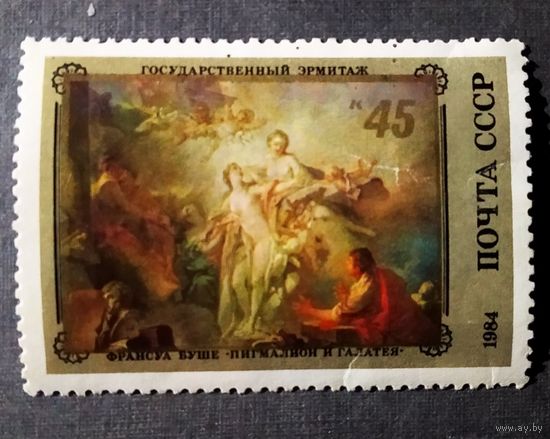 ГОСУДАРСТВЕННЫЙ ЭРМИТАЖ
К 45
ПОЧТА СССР
1984
ФРАНСУА БУШЕ «ПИГМАЛИОН И ГАЛАТЕЯ»
www.ay.by